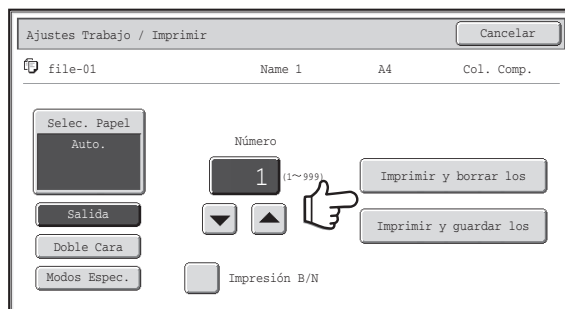 Ajustes Trabajo / Imprimir Cancelar
file-01 Name 1 A4 Col. Comp.
Selec. Papel
Auto.
Número
1 (1~999)
Imprimir y borrar los
Salida
Imprimir y guardar los
Doble Cara
Modos Espec.
Impresión B/N